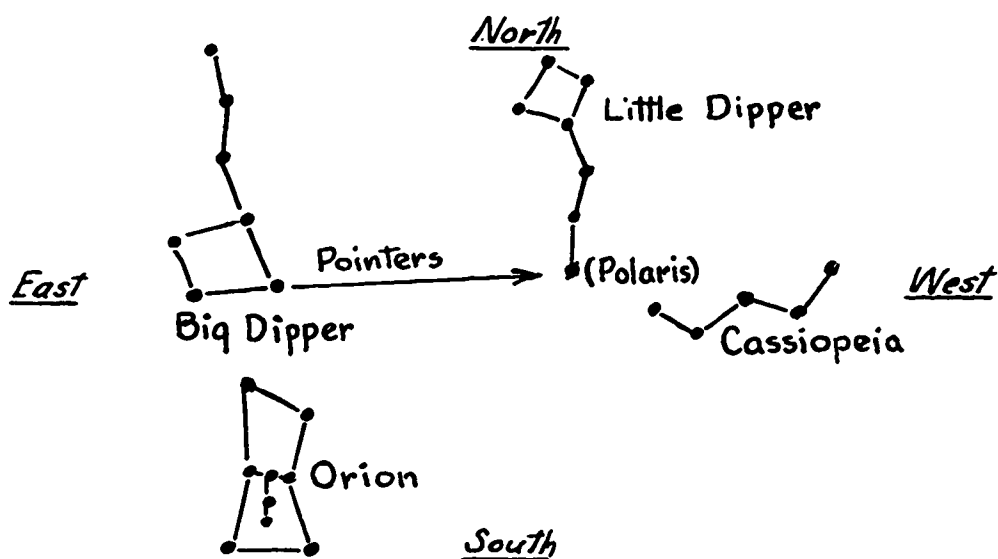 North
Little Dipper
Pointers
(Polaris)
East
West
Big Dipper
Cassiopeia
Orion
South